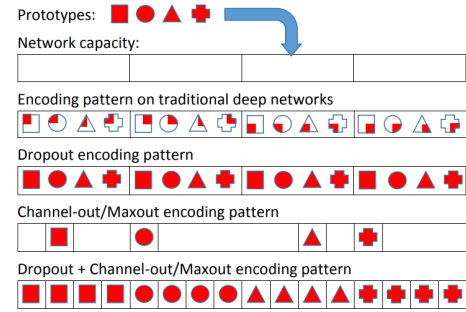 Prototypes:
Network capacity:
Encoding pattern on traditional deep networks
Dropout encoding pattern
Channel-out/Maxout encoding pattern
Dropout + Channel-out/Maxout encoding pattern